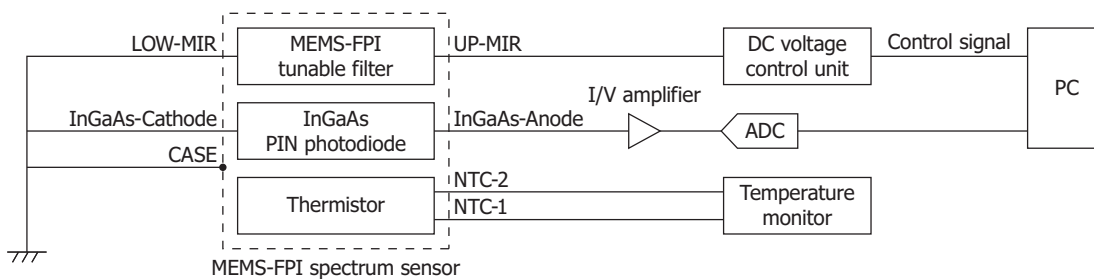 LOW-MIR
MEMS-FPI
tunable filter
UP-MIR
DC voltage
control unit
Control signal
PC
I/V amplifier
InGaAs-Cathode
InGaAs
PIN photodiode
InGaAs-Anode
ADC
CASE
Thermistor
NTC-2
NTC-1
Temperature
monitor
MEMS-FPI spectrum sensor